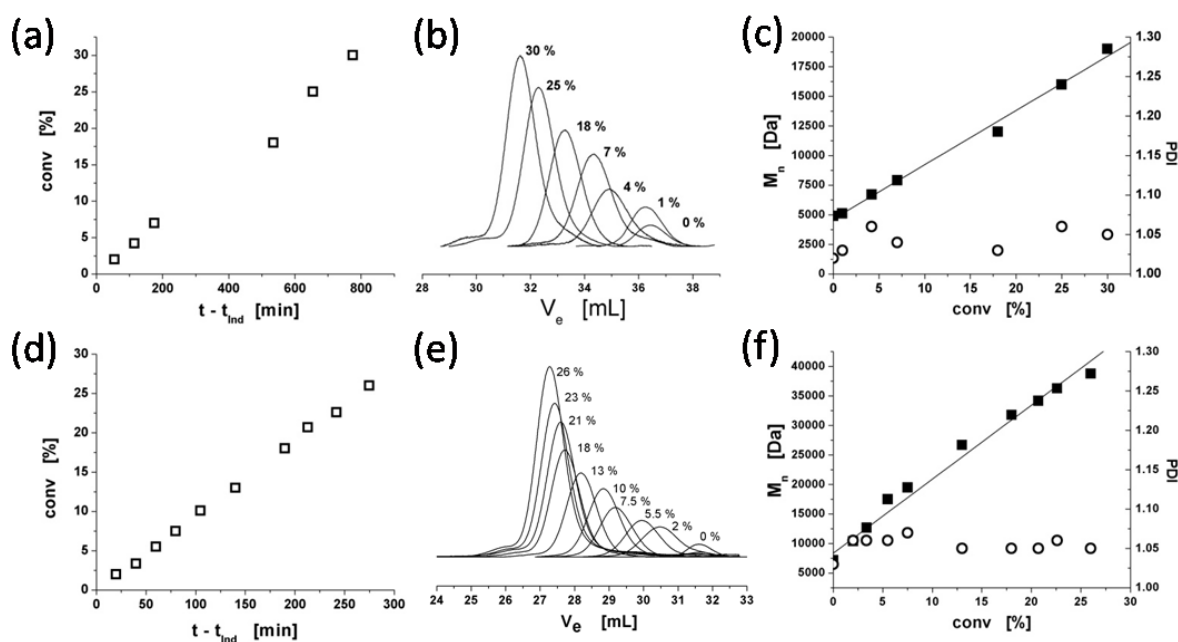 (a)
conv [%]
30
25
20
15
10
5
0
0 200 400 600 800
t - tInd [min]
(b)
30 %
25 %
18 %
7 %
4 %
1 %
0 %
28 30 32 34 36 38
Ve [mL]
(c)
Mn [Da]
20000
17500
15000
12500
10000
7500
5000
2500
0
0 5 10 15 20 25 30
conv [%]
1.30
1.25
1.20
1.15
1.10
1.05
1.00
PDI
(d)
conv [%]
30
25
20
15
10
5
0
0 50 100 150 200 250 300
t - tInd [min]
(e)
26 %
23 %
21 %
18 %
13 %
10 %
7.5 %
5.5 %
2 %
0 %
24 25 26 27 28 29 30 31 32 33
Ve [mL]
(f)
Mn [Da]
40000
35000
30000
25000
20000
15000
10000
5000
0 5 10 15 20 25 30
conv [%]
1.30
1.25
1.20
1.15
1.10
1.05
1.00
PDI